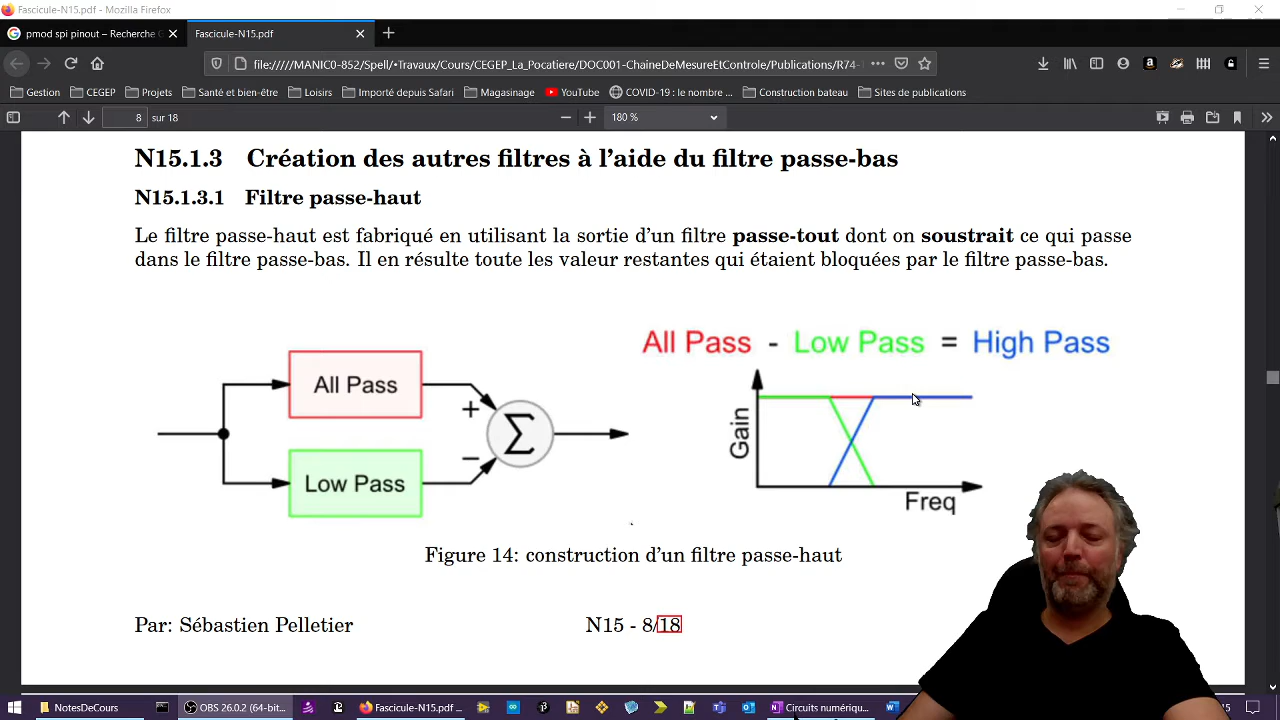 Fascicule-N15.pdf - Mozilla Firefox
pmod spi pinout – Recherche G
Fascicule-N15.pdf
file://///MANIC0-852/Spell/•Travaux/Cours/CEGEP_La_Pocatiere/DOC001-ChaineDeMesureEtControle/Publications/R74-
Gestion
CEGEP
Projets
Santé et bien-être
Loisirs
Importé depuis Safari
Magasinage
YouTube
COVID-19 : le nombre ...
Construction bateau
Sites de publications
8 sur 18
180 %
N15.1.3 Création des autres filtres à l'aide du filtre passe-bas
N15.1.3.1 Filtre passe-haut
Le filtre passe-haut est fabriqué en utilisant la sortie d'un filtre passe-tout dont on soustrait ce qui passe
dans le filtre passe-bas. Il en résulte toute les valeur restantes qui étaient bloquées par le filtre passe-bas.
All Pass - Low Pass = High Pass
All Pass
+
Σ
−
Low Pass
Gain
Freq
Figure 14: construction d'un filtre passe-haut
Par: Sébastien Pelletier
N15 - 8/18
NotesDeCours
OBS 26.0.2 (64-bit...
Fascicule-N15.pdf ...
Circuits numériqu...